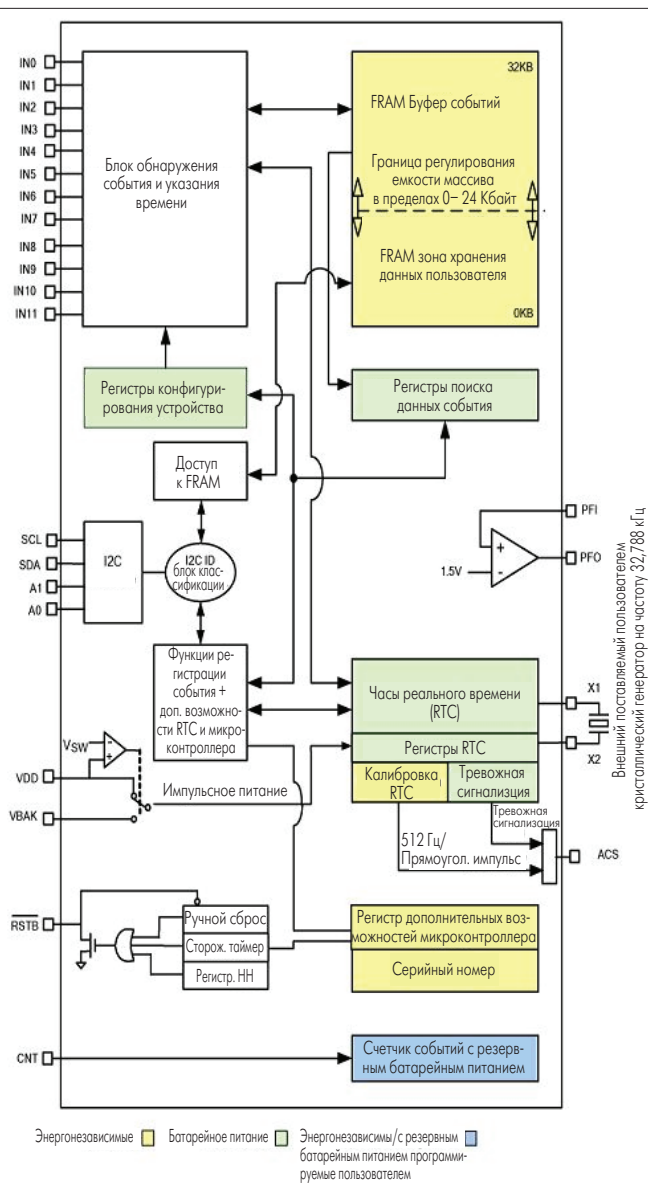 IN0
IN1
IN2
IN3
IN4
IN5
IN6
IN7
IN8
IN9
IN10
IN11
Блок обнаружения
события и указания
времени
32KB
FRAM Буфер событий
Граница регулирования
емкости массива
в пределах 0– 24 Кбайт
FRAM зона хранения
данных пользователя
0KB
Регистры конфигури-
рования устройства
Регистры поиска
данных события
Доступ
к FRAM
SCL
SDA
A1
A0
I2C
I2C ID
блок клас-
сификации
PFI
PFO
+
-
1.5V
Функции ре-
гистрации
события +
доп. возможно-
сти RTC и микро-
контроллера
Часы реального времени
(RTC)
Регистры RTC
Калибровка
RTC
Тревожная
сигнализция
X1
X2
Внешний поставляемый пользователем
кристаллический генератор на частоту 32,788 кГц
VSW
-
+
VDD
VBAK
Импульсное питание
512 Гц/
Прямоугол. импульс
Тревожная
сигнализация
ACS
RSTB
Ручной сброс
Сторож. таймер
Регистр. НН
Регистр дополнительных воз-
можностей микроконтроллера
Серийный номер
CNT
Счетчик событий с резерв-
ным батарейным питанием
Энергонезависимые
Батарейное питание
Энергонезависимы/с резервным
батарейным питанием программи-
руемые пользователем